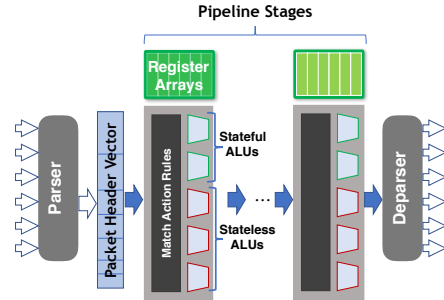 Pipeline Stages
Register
Arrays
Parser
Packet Header Vector
Match Action Rules
Stateful
ALUs
Stateless
ALUs
...
Deparser